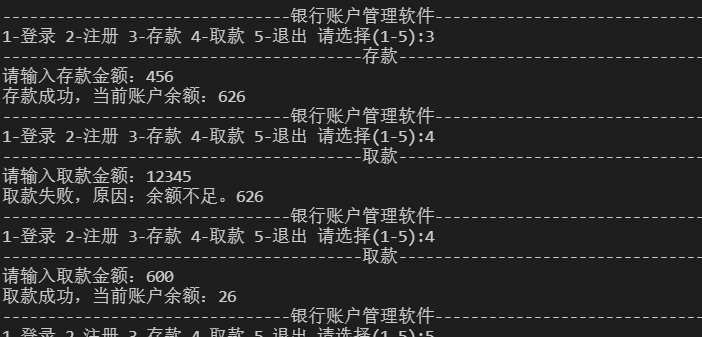 --------------------------------银行账户管理软件------------------------------
1-登录 2-注册 3-存款 4-取款 5-退出 请选择(1-5):3
----------------------------------------存款----------------------------------
请输入存款金额：456
存款成功，当前账户余额：626
--------------------------------银行账户管理软件------------------------------
1-登录 2-注册 3-存款 4-取款 5-退出 请选择(1-5):4
----------------------------------------取款----------------------------------
请输入取款金额：12345
取款失败，原因：余额不足。626
--------------------------------银行账户管理软件------------------------------
1-登录 2-注册 3-存款 4-取款 5-退出 请选择(1-5):4
----------------------------------------取款----------------------------------
请输入取款金额：600
取款成功，当前账户余额：26
--------------------------------银行账户管理软件------------------------------
1-登录 2-注册 3-存款 4-取款 5-退出 请选择(1-5):5